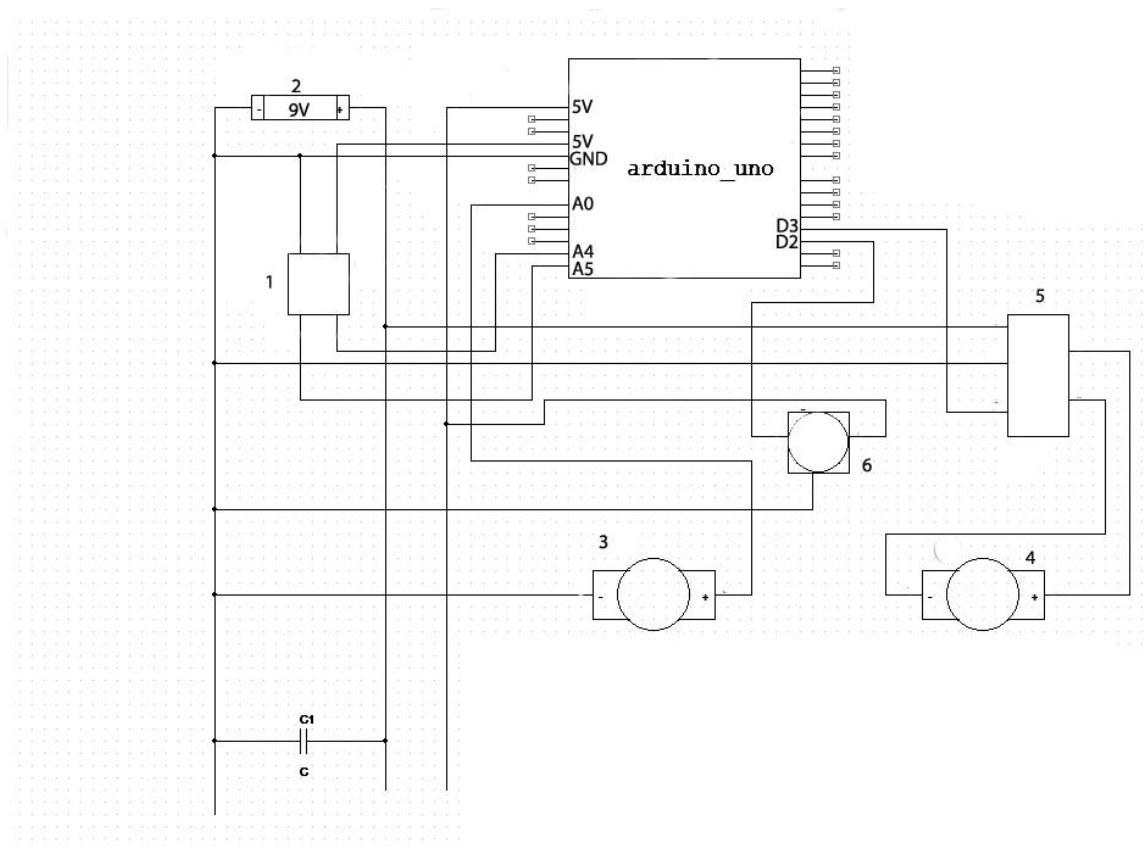 2
- 9V +
5V
5V
GND
arduino_uno
A0
D3
D2
A4
A5
1
5
-
6
3
4
- +
- +
C1
C